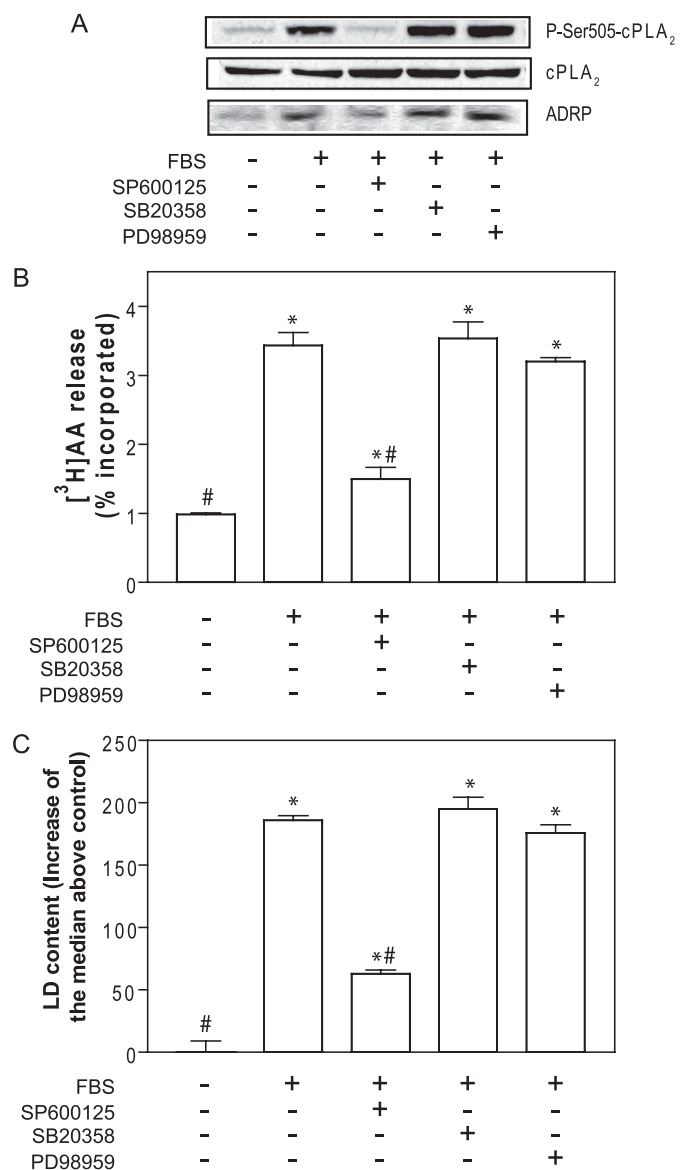 A
P-Ser505-cPLA₂
cPLA₂
ADRP
FBS - + + + +
SP600125 - - + - -
SB20358 - - - + -
PD98959 - - - - +
B
[³H]AA release
(% incorporated)
4
3
2
1
0
#
*
*#
*
*
FBS - + + + +
SP600125 - - + - -
SB20358 - - - + -
PD98959 - - - - +
C
LD content (Increase of
the median above control)
250
200
150
100
50
0
#
*
*#
*
*
FBS - + + + +
SP600125 - - + - -
SB20358 - - - + -
PD98959 - - - - +